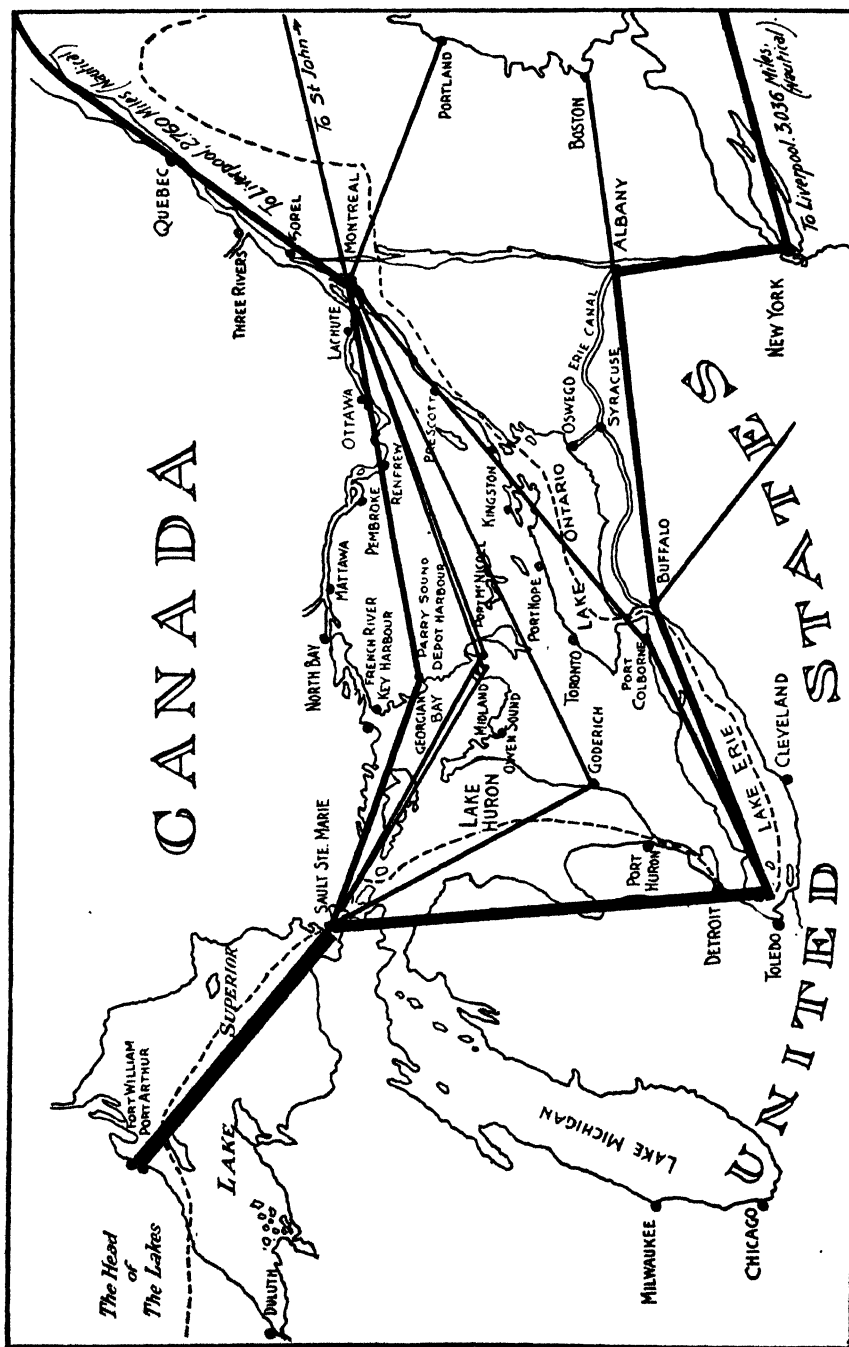 CANADA
UNITED STATES
The Head
of
The Lakes
FORT WILLIAM
PORT ARTHUR
LAKE
SUPERIOR
DULUTH
SAULT STE. MARIE
NORTH BAY
MATTAWA
PEMBROKE
RENFREW
OTTAWA
LACHUTE
MONTREAL
SOREL
THREE RIVERS
QUEBEC
To Liverpool, 2,760 Miles (Nautical)
To St John
PORTLAND
FRENCH RIVER
KEY HARBOUR
PARRY SOUND
DEPOT HARBOUR
GEORGIAN
BAY
MIDLAND
PORT McNICOLL
OWEN SOUND
LAKE
HURON
GODERICH
PRESCOTT
KINGSTON
PORT HOPE
TORONTO
LAKE
ONTARIO
OSWEGO
ERIE CANAL
SYRACUSE
ALBANY
BOSTON
PORT
COLBORNE
BUFFALO
PORT
HURON
DETROIT
TOLEDO
LAKE ERIE
CLEVELAND
NEW YORK
To Liverpool. 3,036 Miles.
(Nautical).
LAKE MICHIGAN
MILWAUKEE
CHICAGO